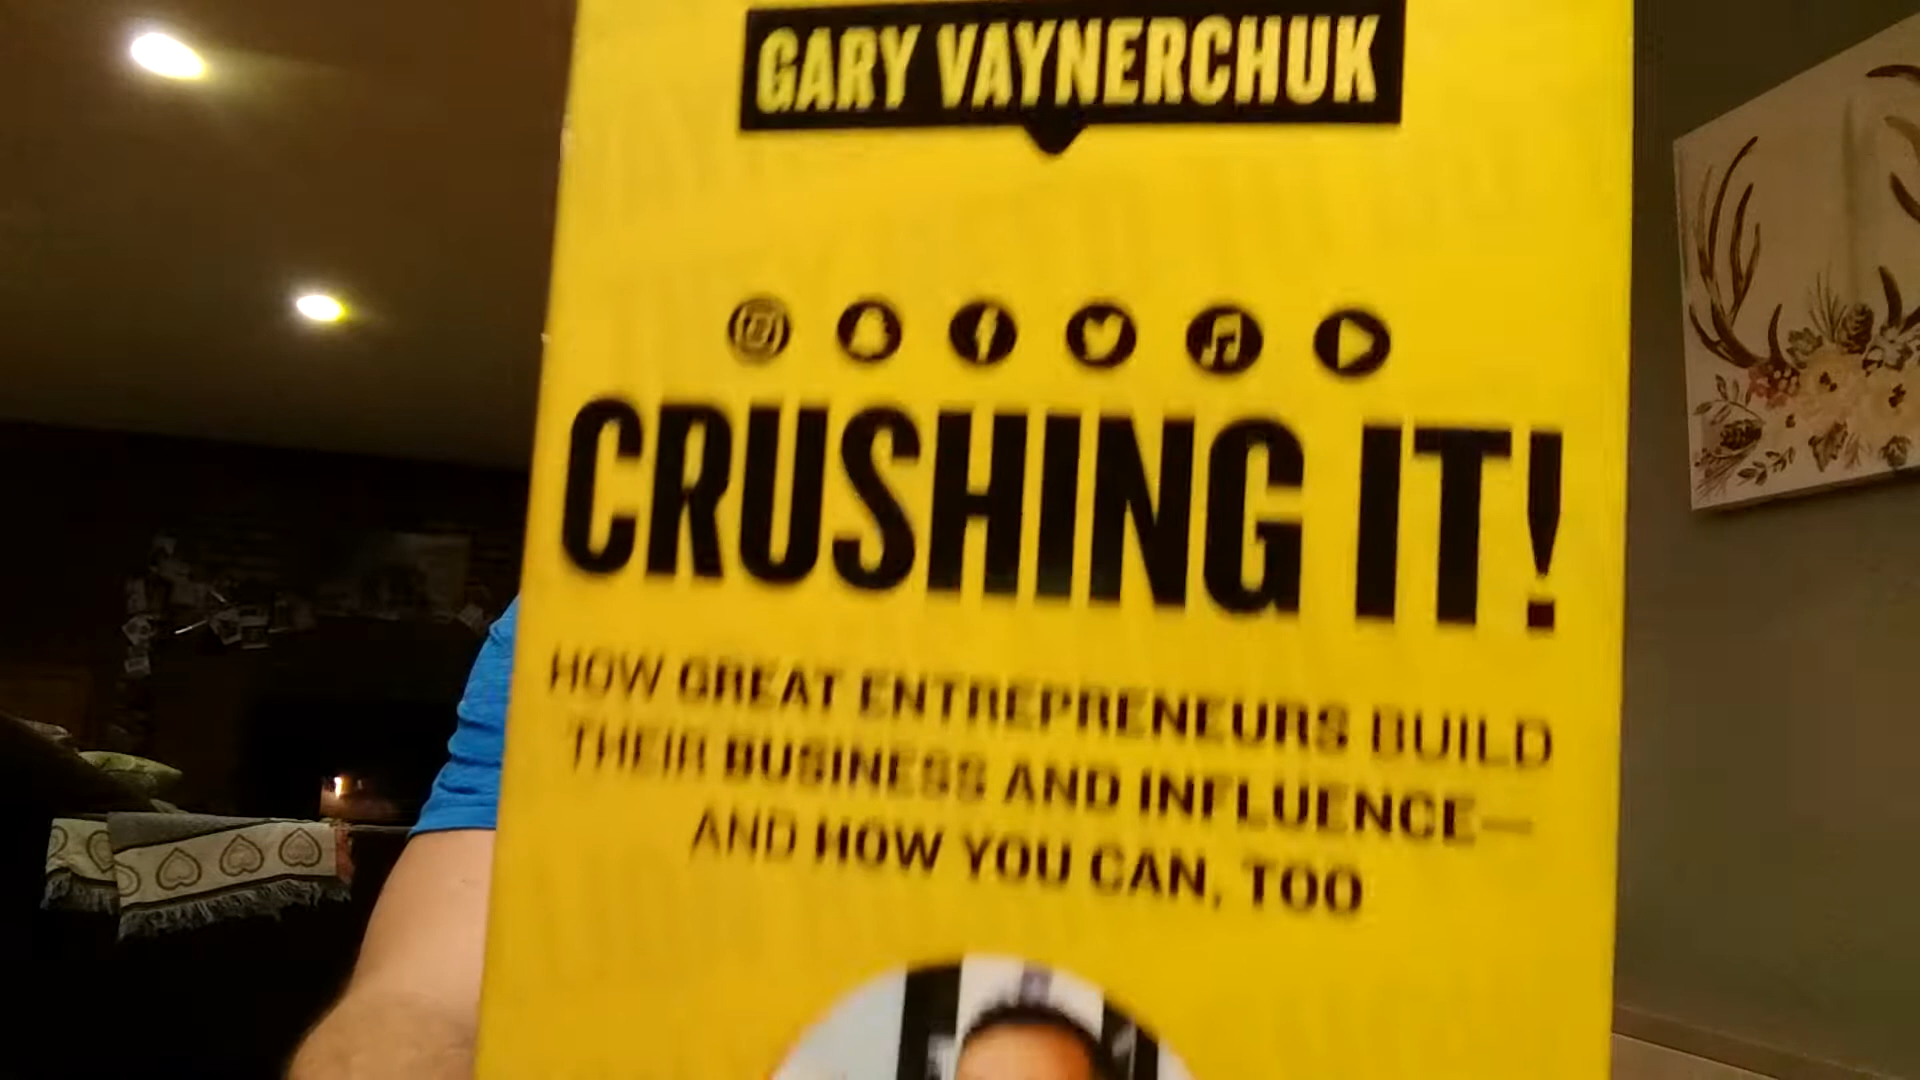 GARY VAYNERCHUK
CRUSHING IT!
HOW GREAT ENTREPRENEURS BUILD
THEIR BUSINESS AND INFLUENCE—
AND HOW YOU CAN, TOO